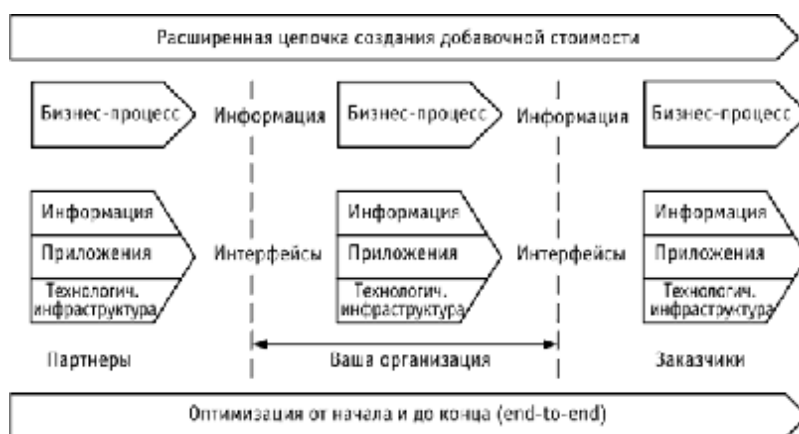 Расширенная цепочка создания добавочной стоимости
Бизнес-процесс Информация Бизнес-процесс Информация Бизнес-процесс
Информация Информация Информация
Приложения Интерфейсы Приложения Интерфейсы Приложения
Технологич. Технологич. Технологич.
инфраструктура инфраструктура инфраструктура
Партнеры Ваша организация Заказчики
Оптимизация от начала и до конца (end-to-end)